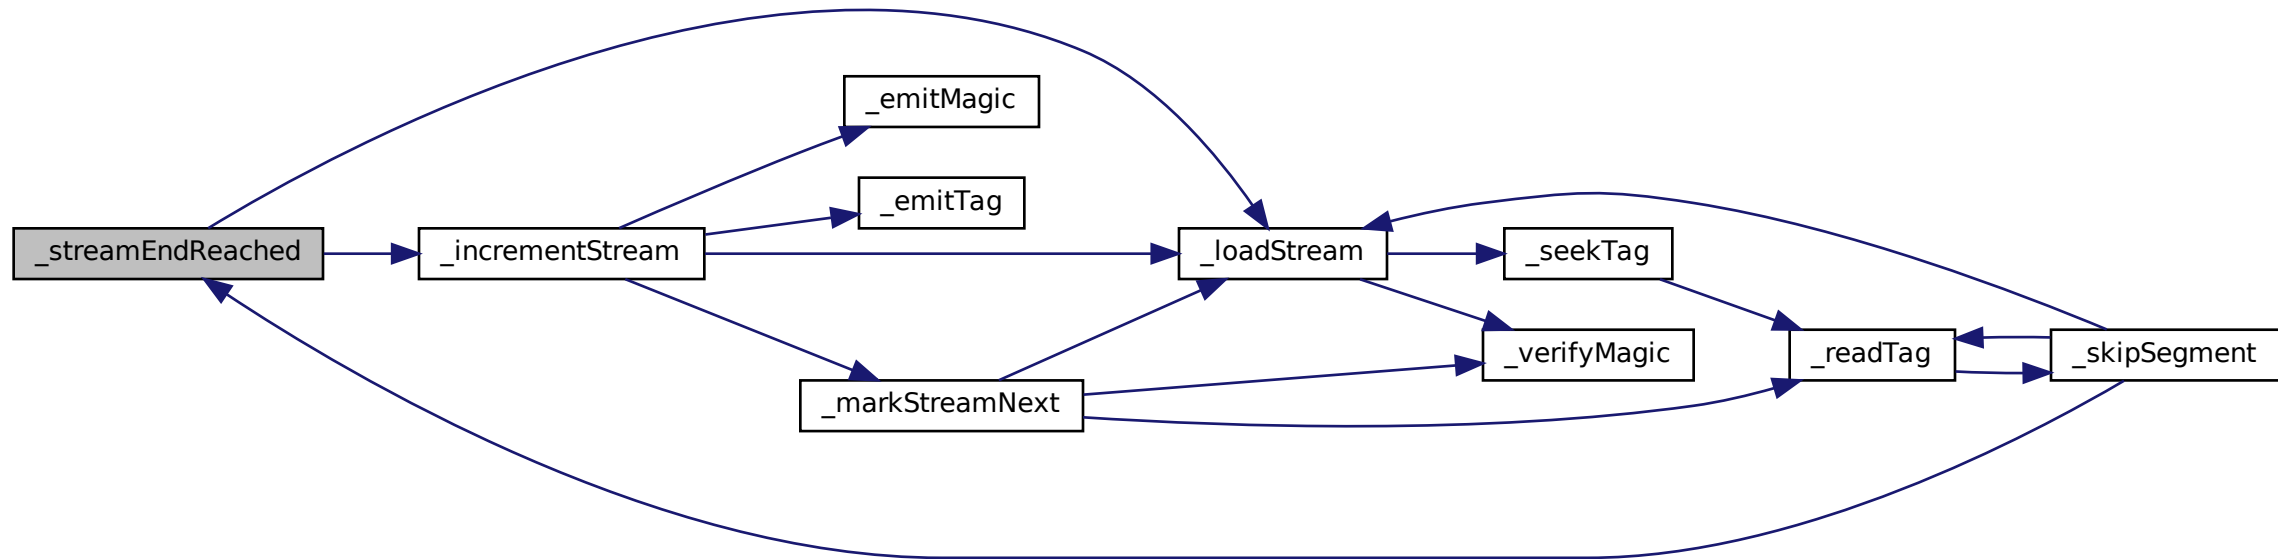 _emitMagic
_emitTag
_streamEndReached
_incrementStream
_loadStream
_seekTag
_verifyMagic
_readTag
_skipSegment
_markStreamNext